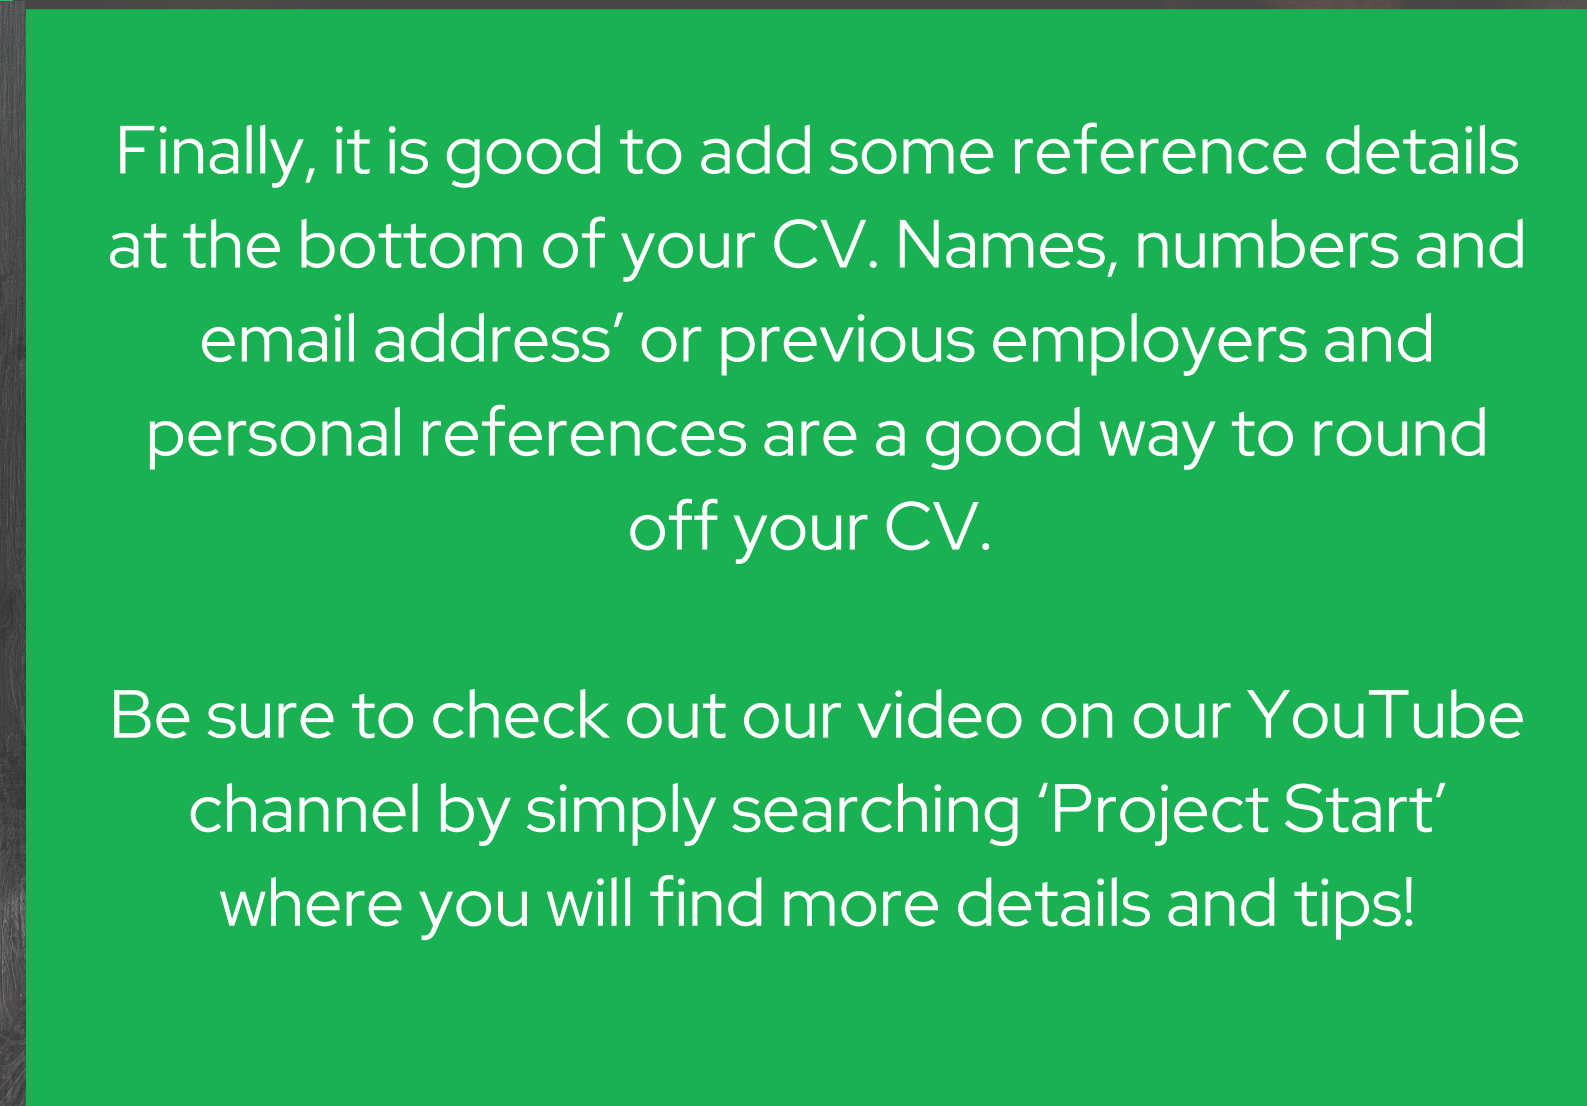 Finally, it is good to add some reference details
at the bottom of your CV. Names, numbers and
email address’ or previous employers and
personal references are a good way to round
off your CV.
Be sure to check out our video on our YouTube
channel by simply searching ‘Project Start’
where you will find more details and tips!